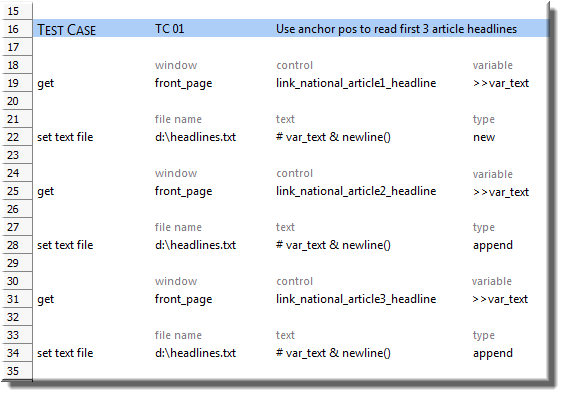 15
16 TEST CASE TC 01 Use anchor pos to read first 3 article headlines
17
18 window control variable
19 get front_page link_national_article1_headline >>var_text
20
21 file name text type
22 set text file d:\headlines.txt # var_text & newline() new
23
24 window control variable
25 get front_page link_national_article2_headline >>var_text
26
27 file name text type
28 set text file d:\headlines.txt # var_text & newline() append
29
30 window control variable
31 get front_page link_national_article3_headline >>var_text
32
33 file name text type
34 set text file d:\headlines.txt # var_text & newline() append
35